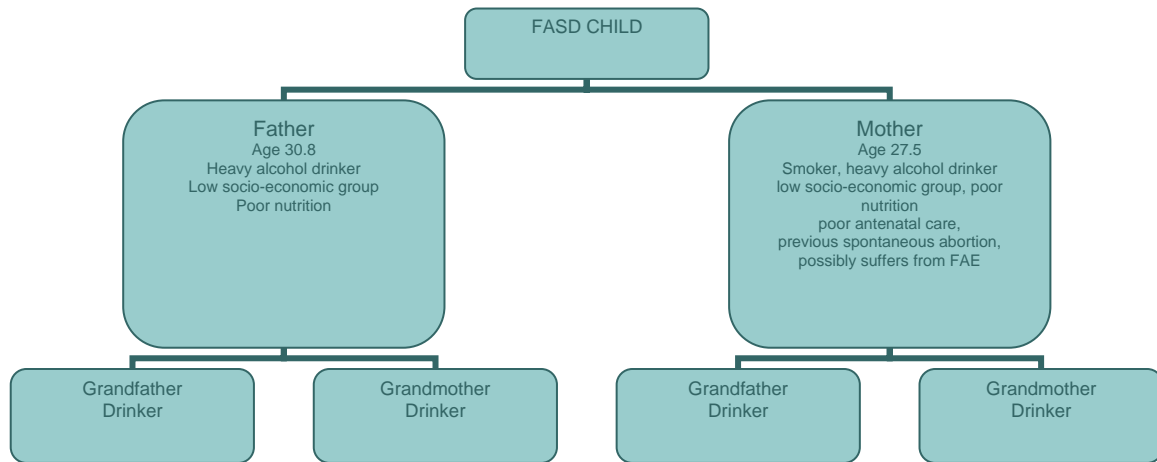 FASD CHILD
Father
Age 30.8
Heavy alcohol drinker
Low socio-economic group
Poor nutrition
Mother
Age 27.5
Smoker, heavy alcohol drinker
low socio-economic group, poor
nutrition
poor antenatal care,
previous spontaneous abortion,
possibly suffers from FAE
Grandfather
Drinker
Grandmother
Drinker
Grandfather
Drinker
Grandmother
Drinker